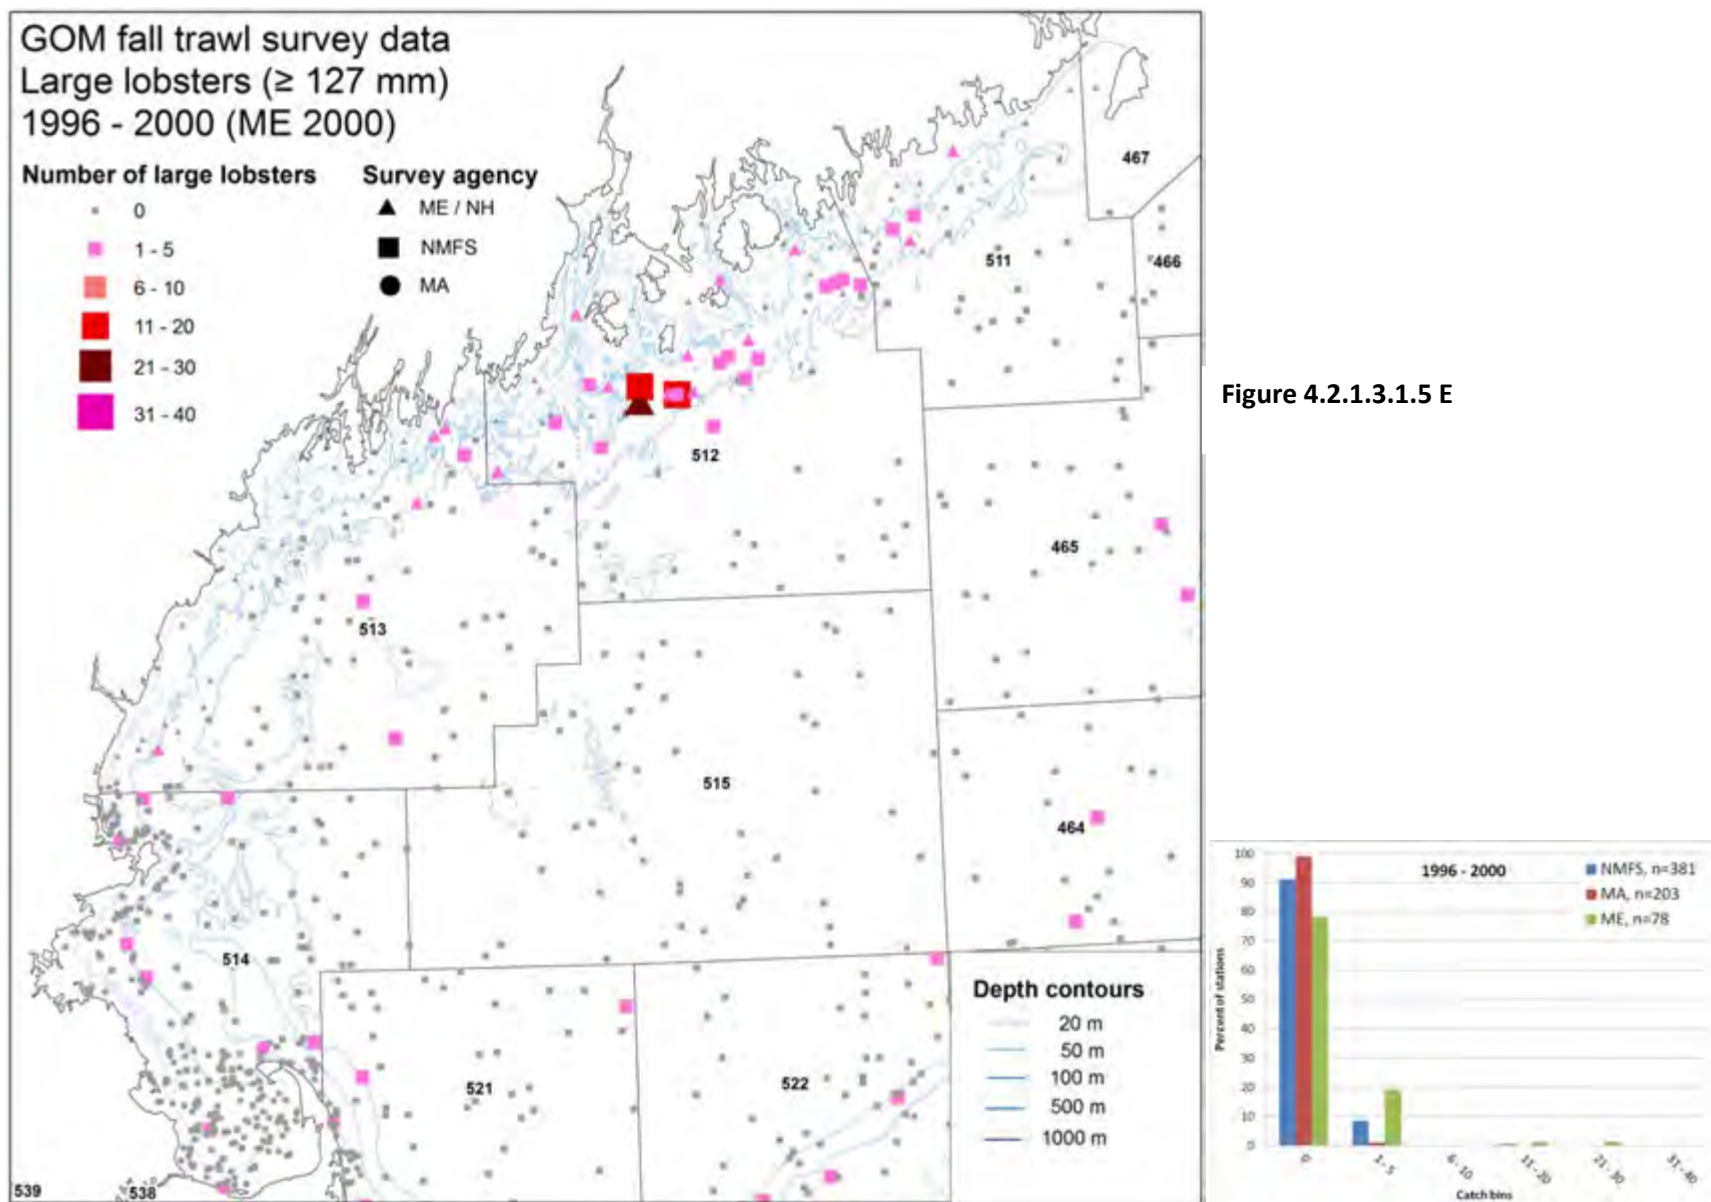 GOM fall trawl survey data
Large lobsters (≥ 127 mm)
1996 - 2000 (ME 2000)
Number of large lobsters
0
1 - 5
6 - 10
11 - 20
21 - 30
31 - 40
Survey agency
ME / NH
NMFS
MA
467
466
511
512
465
513
515
464
514
521
522
539
538
Depth contours
20 m
50 m
100 m
500 m
1000 m
Figure 4.2.1.3.1.5 E
1996 - 2000
NMFS, n=381
MA, n=203
ME, n=78
Percent of stations
100
90
80
70
60
50
40
30
20
10
0
0
1 - 5
6 - 10
11 - 20
21 - 30
31 - 40
Catch bins